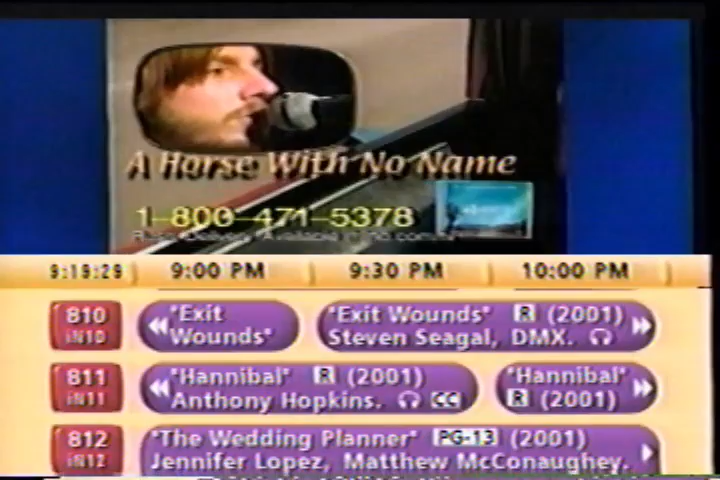 A Horse With No Name
1-800-471-5378
9:19:29 9:00 PM 9:30 PM 10:00 PM
810 "Exit "Exit Wounds" R (2001)
iN10 Wounds" Steven Seagal, DMX.
811 "Hannibal" R (2001) "Hannibal"
iN11 Anthony Hopkins. CC R (2001)
812 "The Wedding Planner" PG-13 (2001)
iN12 Jennifer Lopez, Matthew McConaughey.